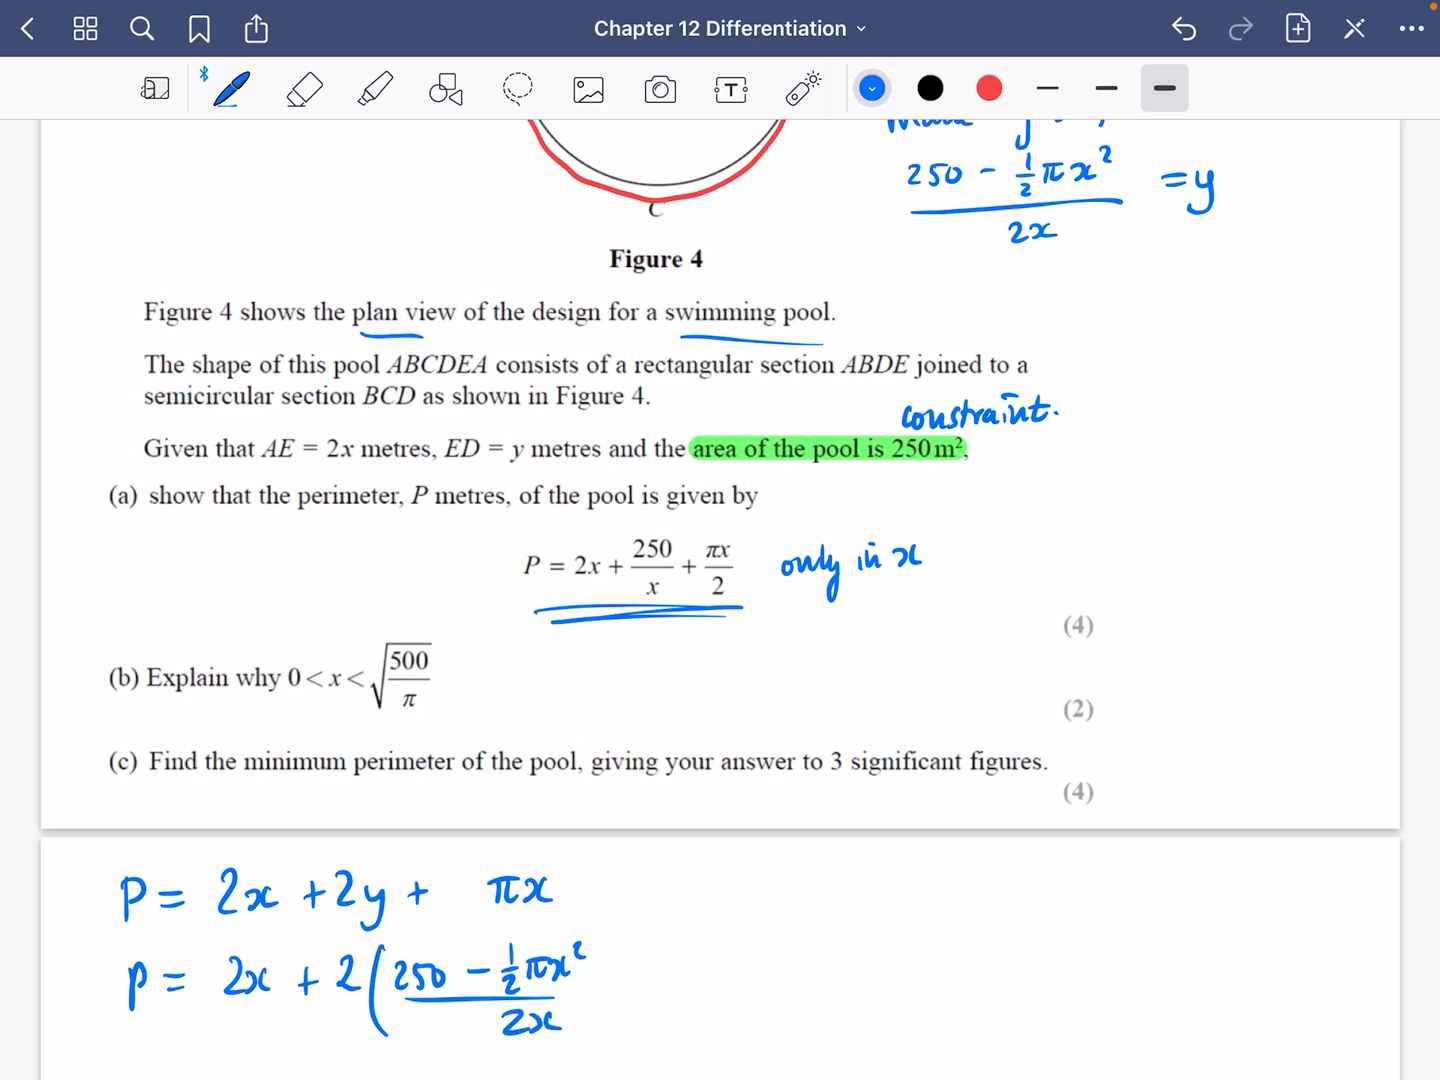 Chapter 12 Differentiation
T
250 - 1/2 πx² / 2x = y
C
Figure 4
Figure 4 shows the plan view of the design for a swimming pool.
The shape of this pool ABCDEA consists of a rectangular section ABDE joined to a
semicircular section BCD as shown in Figure 4.
constraint.
Given that AE = 2x metres, ED = y metres and the area of the pool is 250 m²,
(a) show that the perimeter, P metres, of the pool is given by
P = 2x + 250/x + πx/2 only in x
(4)
(b) Explain why 0 < x < √(500/π)
(2)
(c) Find the minimum perimeter of the pool, giving your answer to 3 significant figures.
(4)
P = 2x + 2y + πx
P = 2x + 2(250 - 1/2 πx² / 2x